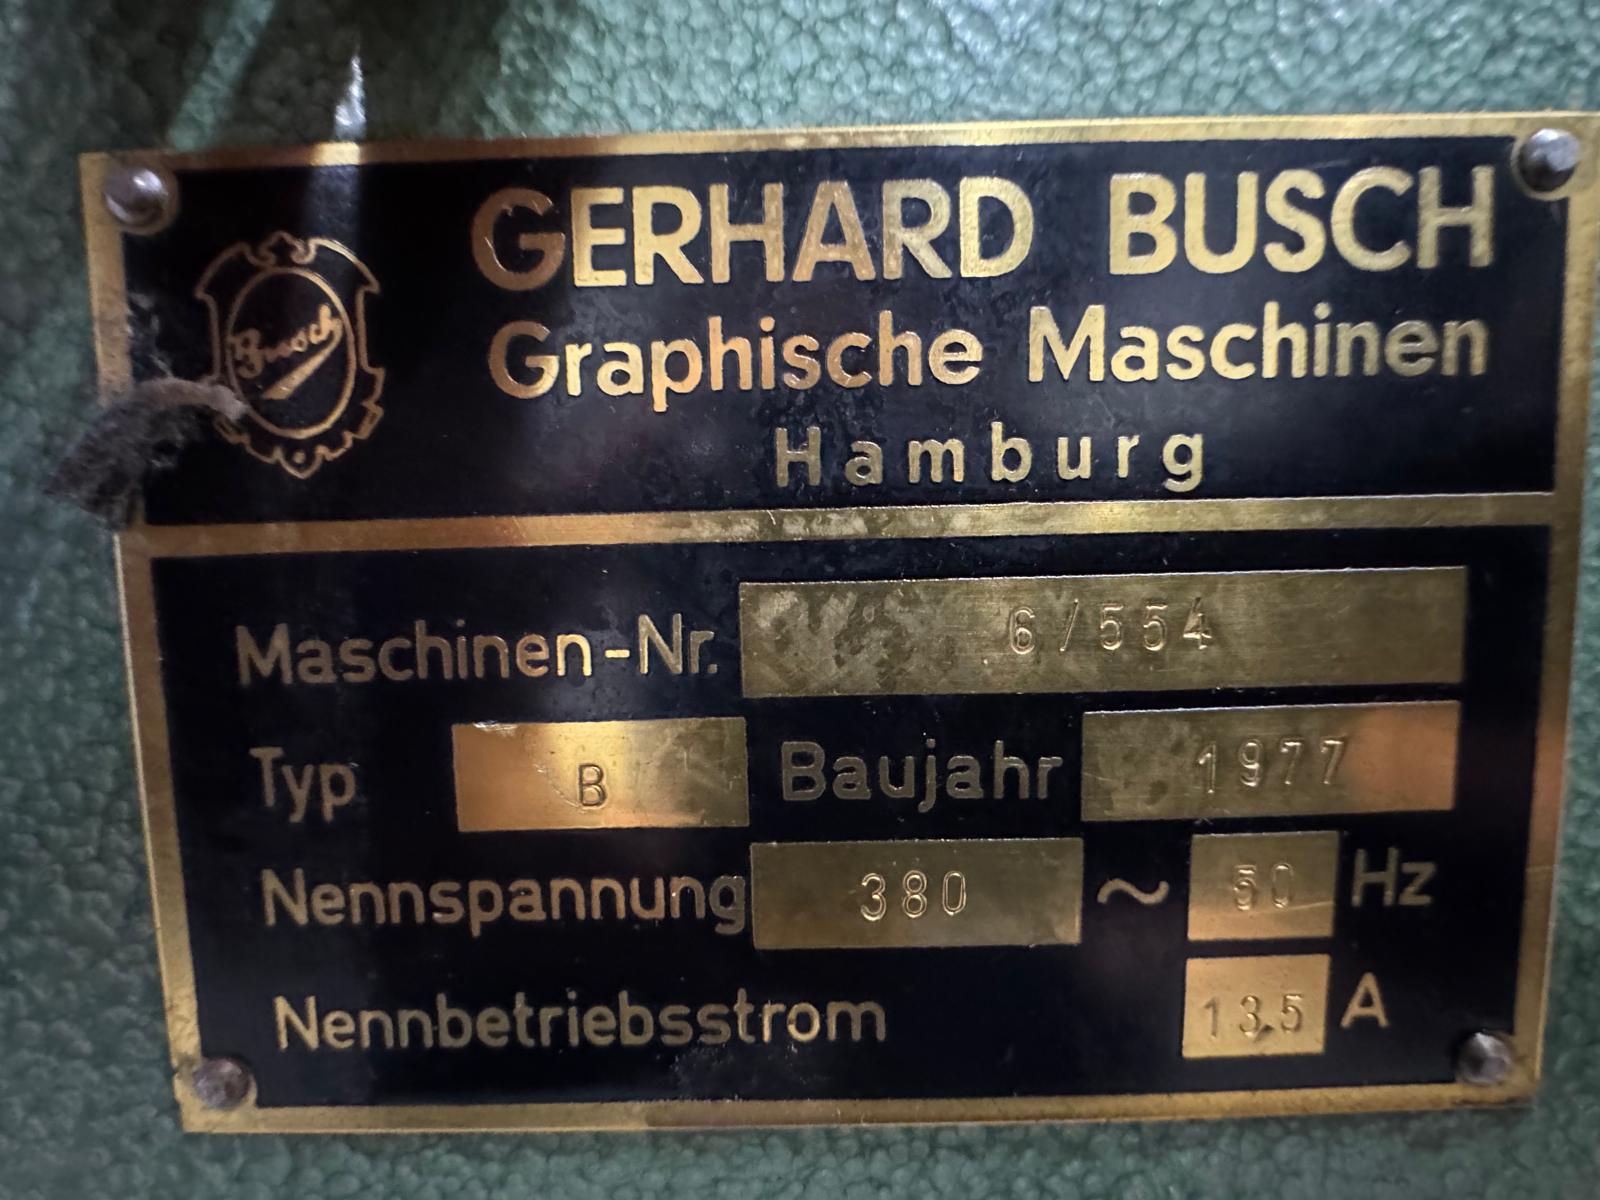 GERHARD BUSCH
Graphische Maschinen
Hamburg
Busch
Maschinen-Nr. 6/554
Typ B Baujahr 1977
Nennspannung 380 ~ 50 Hz
Nennbetriebsstrom 13,5 A